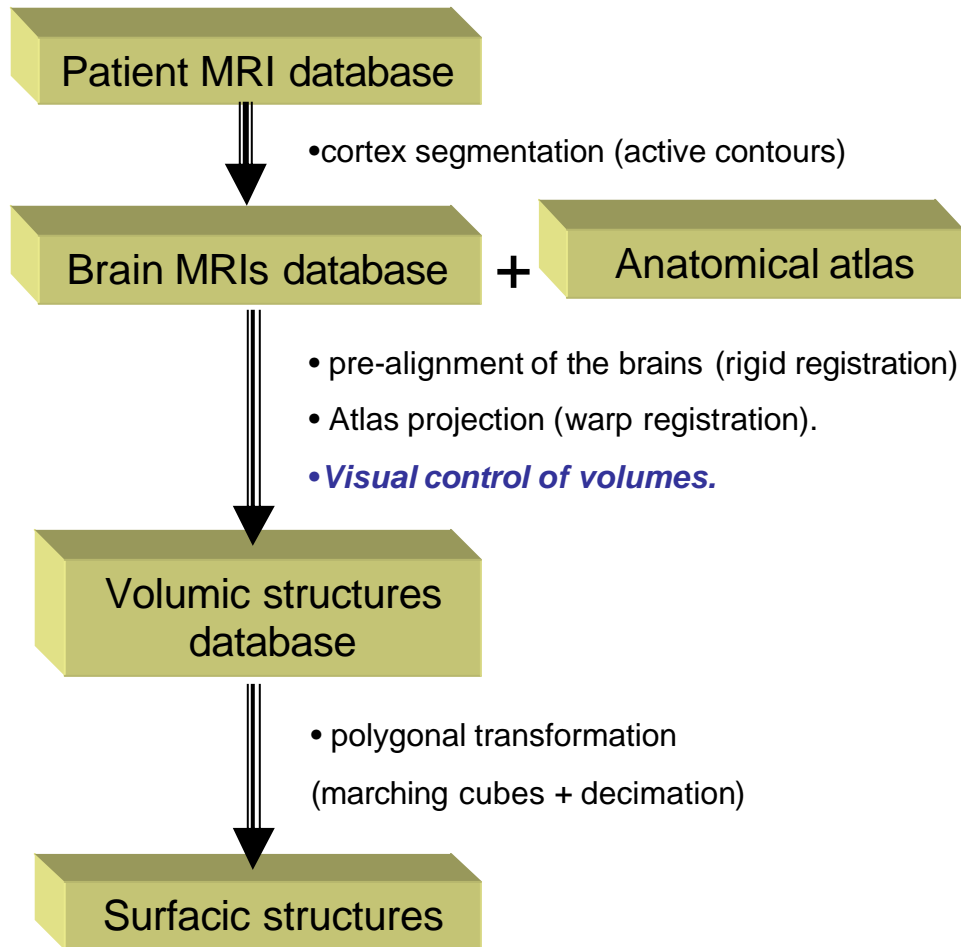 Patient MRI database
•cortex segmentation (active contours)
Brain MRIs database
+
Anatomical atlas
• pre-alignment of the brains (rigid registration)
• Atlas projection (warp registration).
•Visual control of volumes.
Volumic structures
database
• polygonal transformation
(marching cubes + decimation)
Surfacic structures